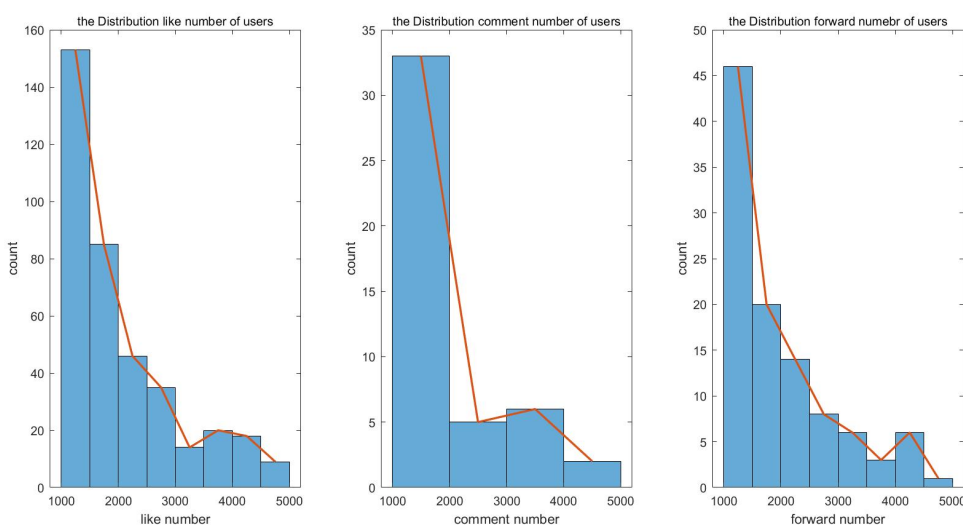 the Distribution like number of users
160
140
120
100
80
60
40
20
0
count
1000 2000 3000 4000 5000
like number
the Distribution comment number of users
35
30
25
20
15
10
5
0
count
1000 2000 3000 4000 5000
comment number
the Distribution forward numebr of users
50
45
40
35
30
25
20
15
10
5
0
count
1000 2000 3000 4000 5000
forward number